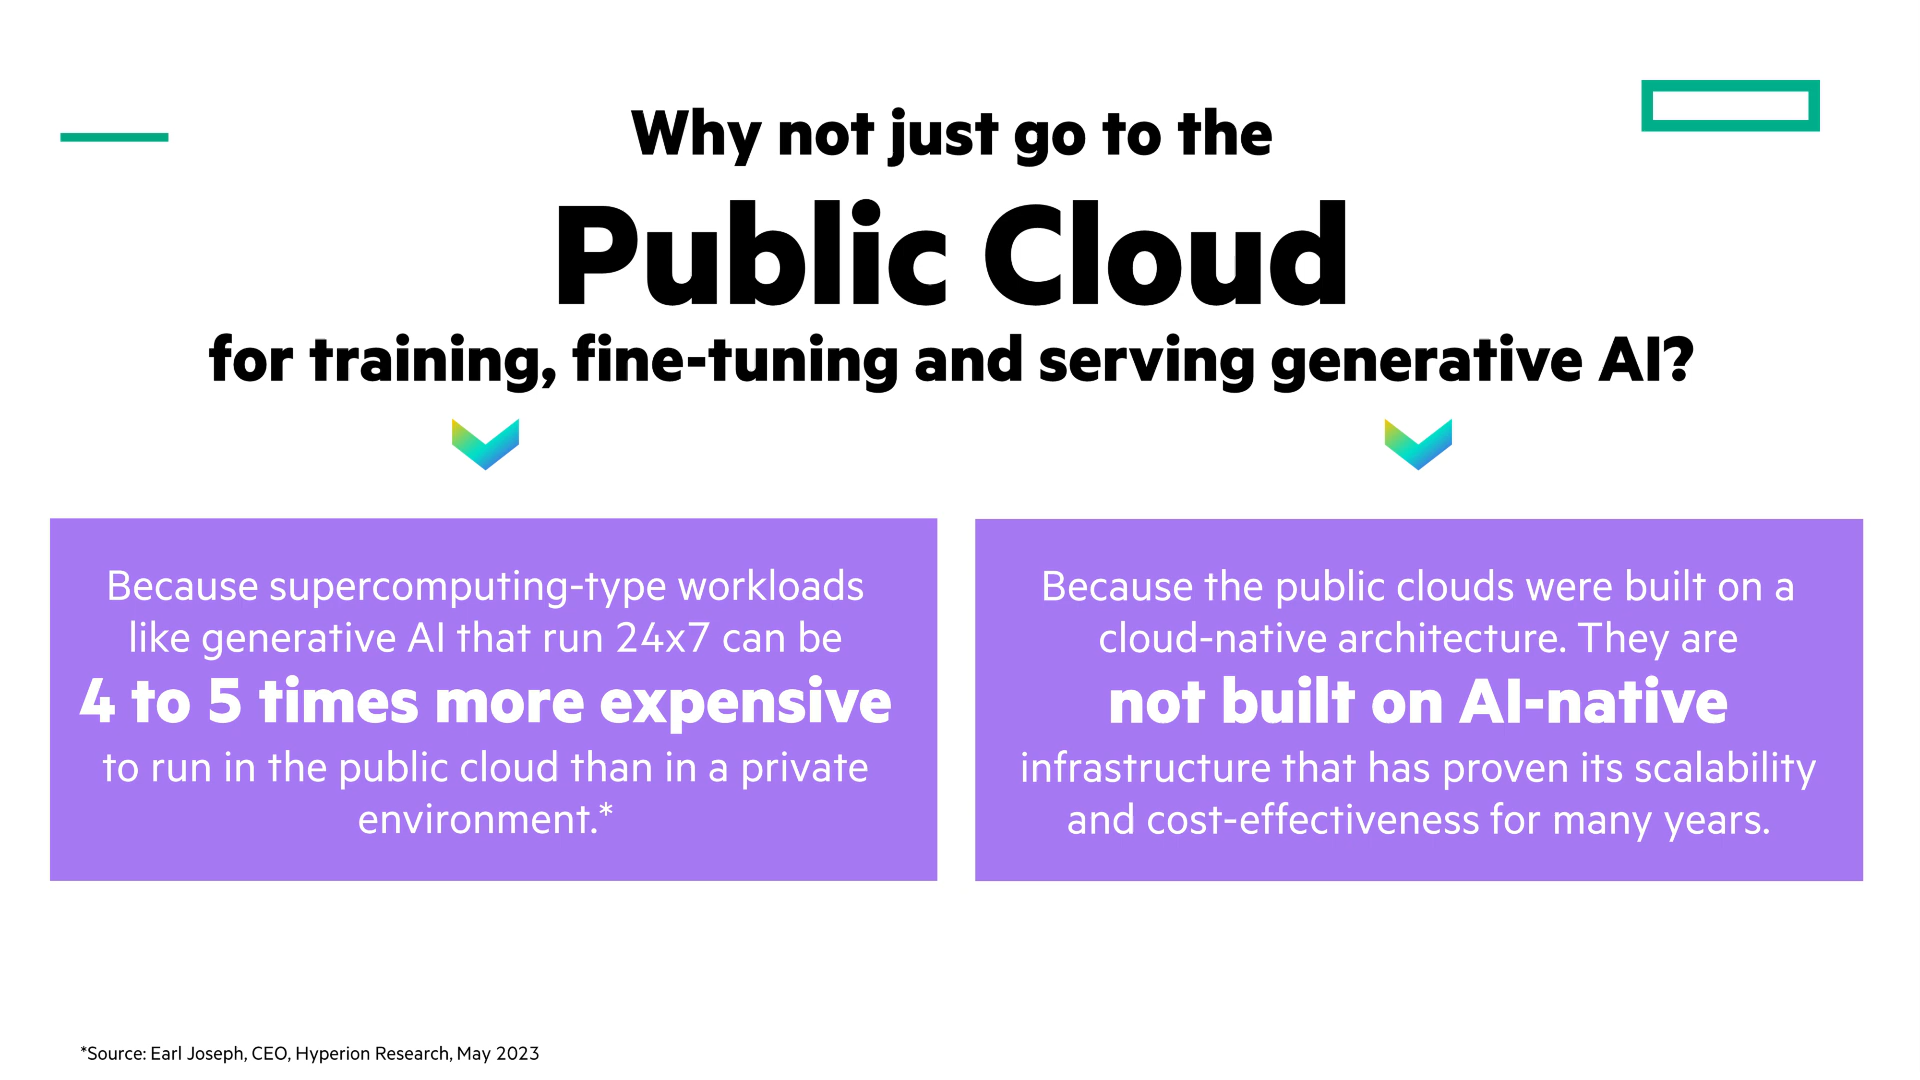 Why not just go to the
Public Cloud
for training, fine-tuning and serving generative AI?
Because supercomputing-type workloads
like generative AI that run 24x7 can be
4 to 5 times more expensive
to run in the public cloud than in a private
environment.*
Because the public clouds were built on a
cloud-native architecture. They are
not built on AI-native
infrastructure that has proven its scalability
and cost-effectiveness for many years.
*Source: Earl Joseph, CEO, Hyperion Research, May 2023